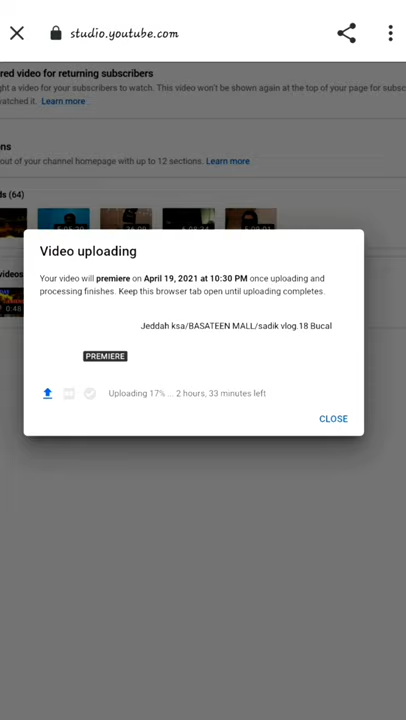 studio.youtube.com
red video for returning subscribers
ght a video for your subscribers to watch. This video won't be shown again at the top of your page for subsc
watched it. Learn more
ns
out of your channel homepage with up to 12 sections. Learn more
ds (64)
Video uploading
Your video will premiere on April 19, 2021 at 10:30 PM once uploading and
processing finishes. Keep this browser tab open until uploading completes.
videos
0:48
Jeddah ksa/BASATEEN MALL/sadik vlog.18 Bucal
PREMIERE
Uploading 17% ... 2 hours, 33 minutes left
CLOSE